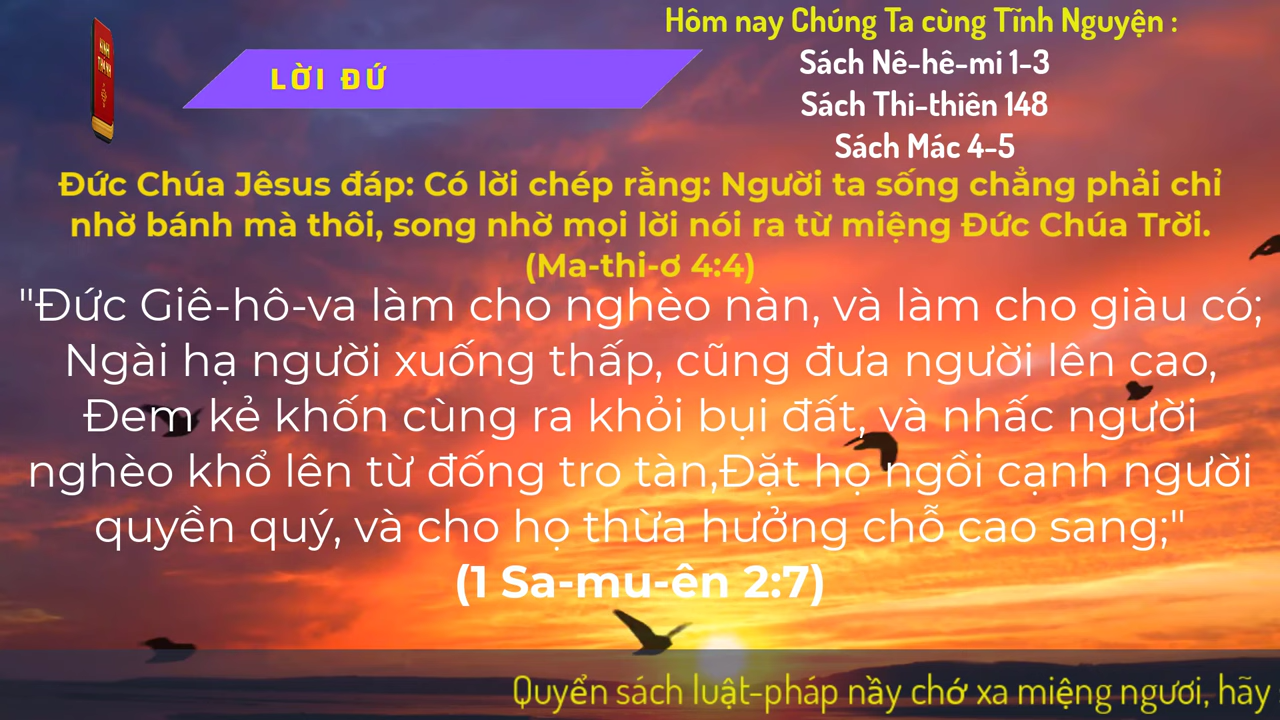 KINH
THÁNH
LỜI ĐỨ
Hôm nay Chúng Ta cùng Tĩnh Nguyện :
Sách Nê-hê-mi 1-3
Sách Thi-thiên 148
Sách Mác 4-5
Đức Chúa Jêsus đáp: Có lời chép rằng: Người ta sống chẳng phải chỉ
nhờ bánh mà thôi, song nhờ mọi lời nói ra từ miệng Đức Chúa Trời.
(Ma-thi-ơ 4:4)
"Đức Giê-hô-va làm cho nghèo nàn, và làm cho giàu có;
Ngài hạ người xuống thấp, cũng đưa người lên cao,
Đem kẻ khốn cùng ra khỏi bụi đất, và nhấc người
nghèo khổ lên từ đống tro tàn,Đặt họ ngồi cạnh người
quyền quý, và cho họ thừa hưởng chỗ cao sang;"
(1 Sa-mu-ên 2:7)
Quyển sách luật-pháp nầy chớ xa miệng ngươi, hãy